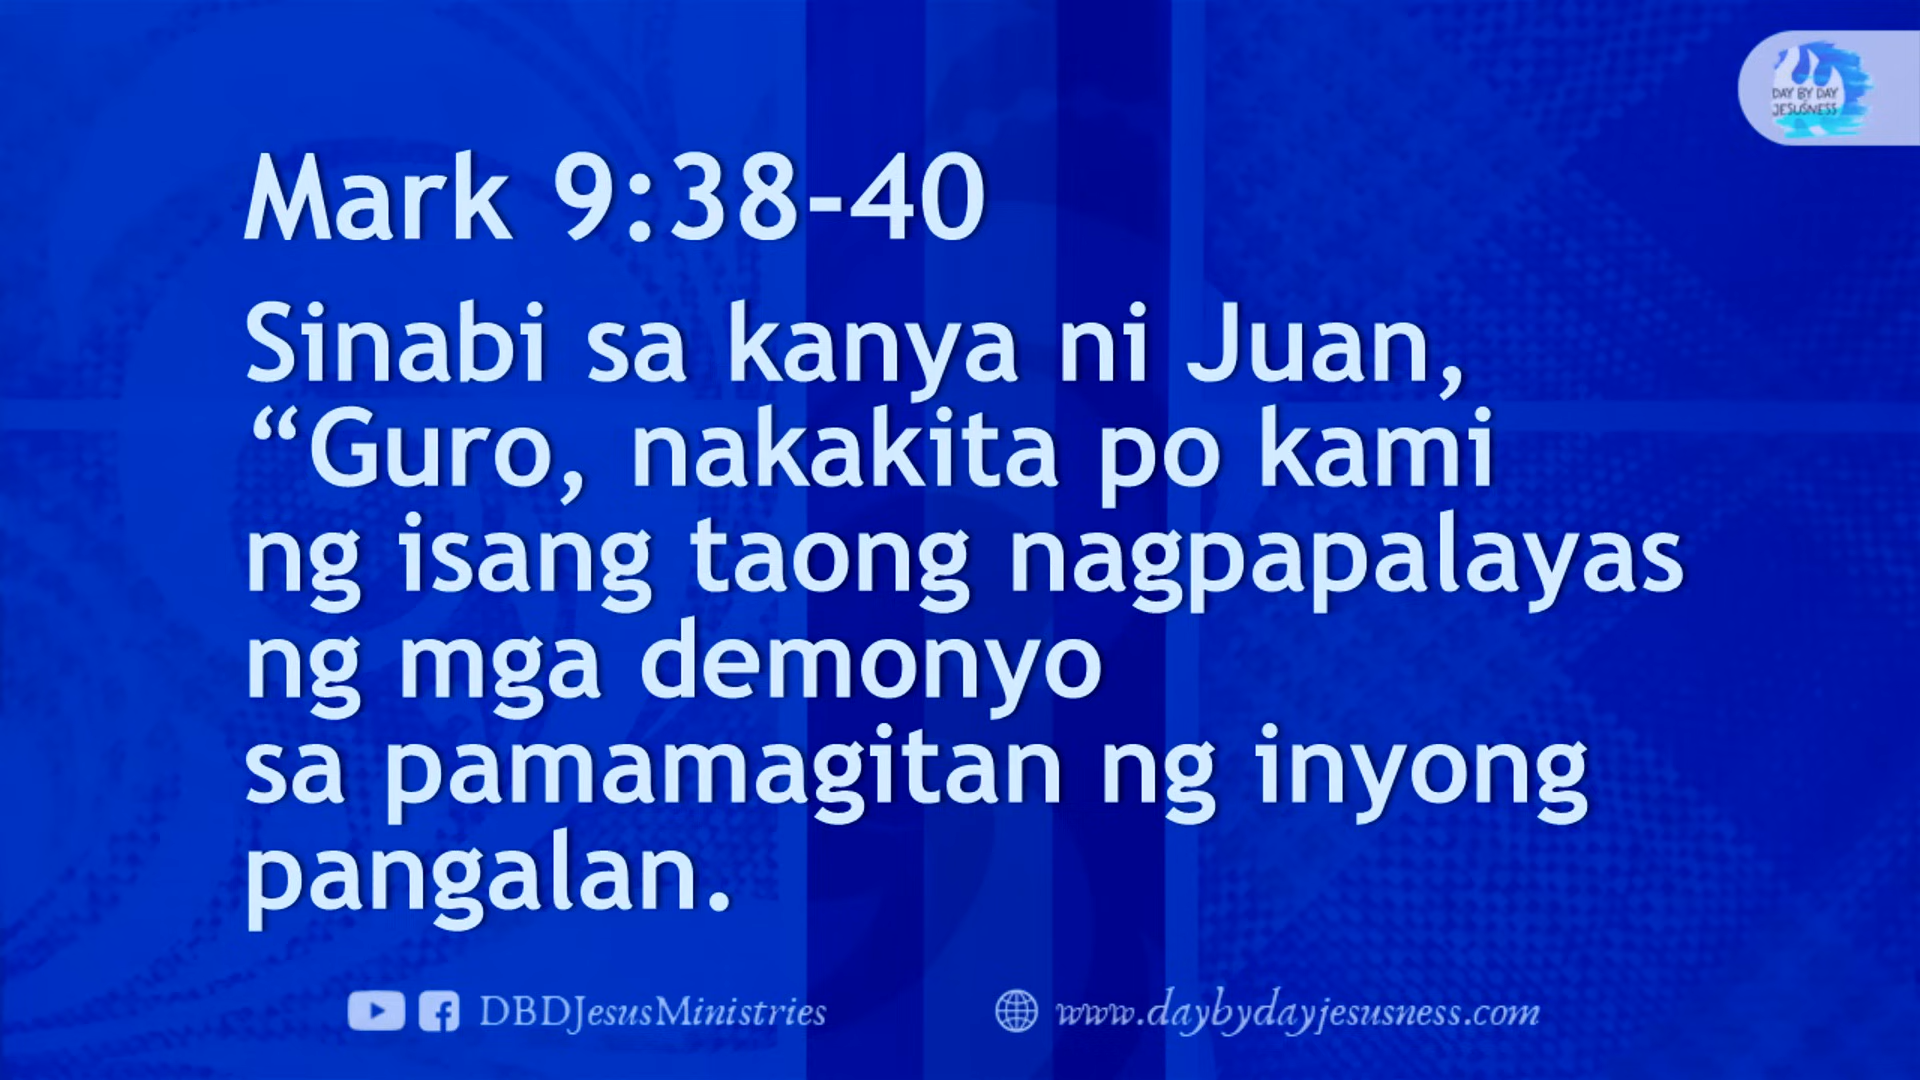 DAY BY DAY
JESUSNESS
Mark 9:38-40
Sinabi sa kanya ni Juan,
“Guro, nakakita po kami
ng isang taong nagpapalayas
ng mga demonyo
sa pamamagitan ng inyong
pangalan.
DBDJesusMinistries
www.daybydayjesusness.com